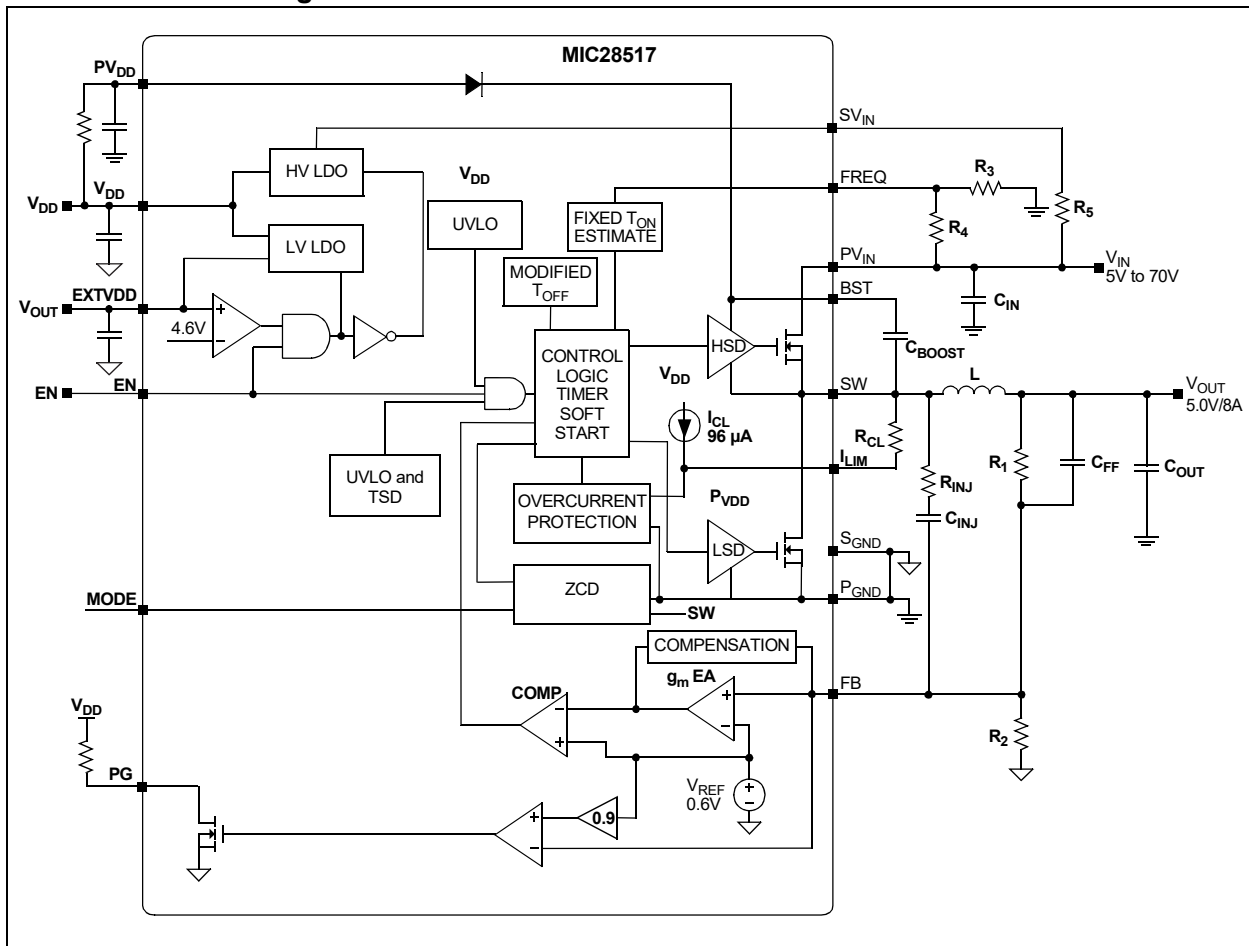 g
MIC28517
PVDD
SVIN
HV LDO
VDD
FREQ
R3
VDD
VDD
UVLO
FIXED TON
ESTIMATE
R4
R5
LV LDO
MODIFIED
TOFF
PVIN
VIN
5V to 70V
VOUT
EXTVDD
BST
CIN
4.6V
+
−
HSD
CBOOST
CONTROL
LOGIC
TIMER
SOFT
START
VDD
EN
EN
SW
L
VOUT
5.0V/8A
ICL
96 µA
RCL
ILIM
R1
CFF
COUT
UVLO and
TSD
RINJ
OVERCURRENT
PROTECTION
PVDD
CINJ
LSD
SGND
ZCD
PGND
MODE
SW
COMPENSATION
gm EA
COMP
FB
+
−
−
+
VDD
R2
PG
VREF
0.6V
+
−
0.9
+
−